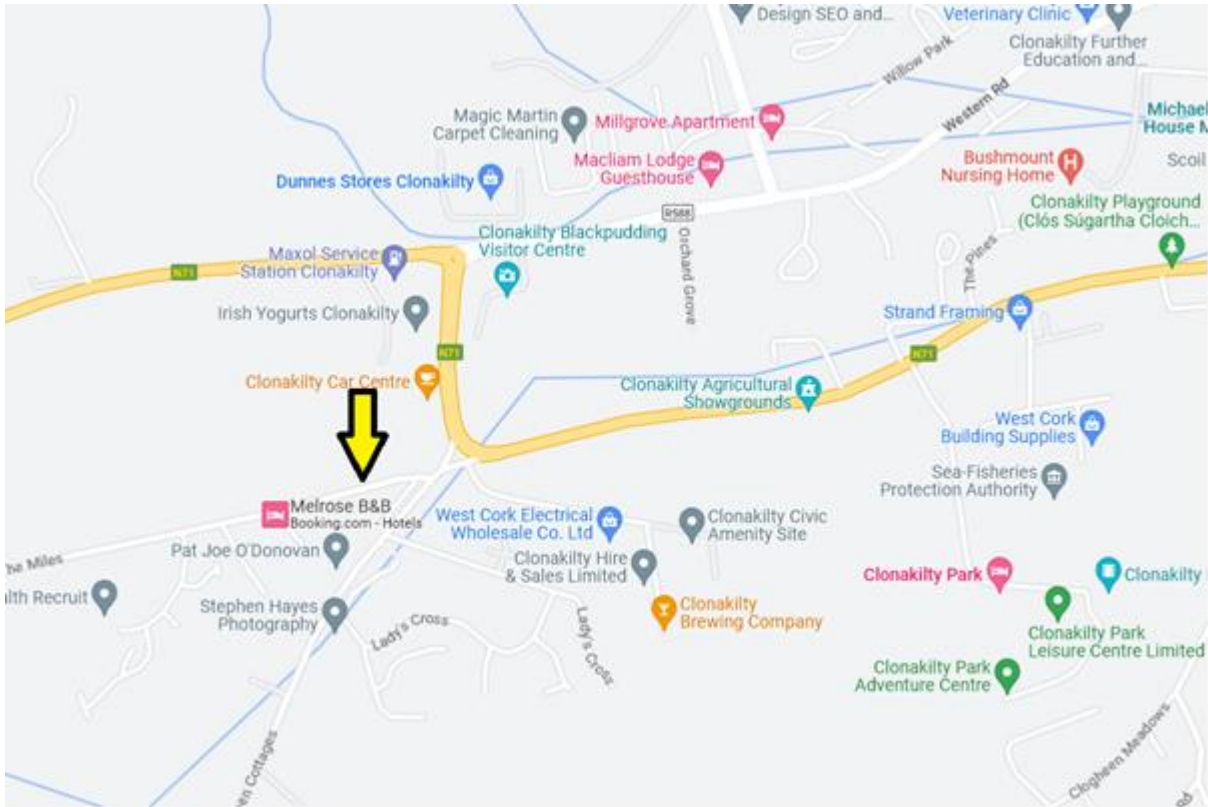 Design SEO and...
Veterinary Clinic
Clonakilty Further
Education and...
Willow Park
Western Rd
Magic Martin
Carpet Cleaning
Millgrove Apartment
Michael
House M
Macliam Lodge
Guesthouse
Bushmount
Nursing Home
Scoil
Dunnes Stores Clonakilty
Clonakilty Playground
(Clós Súgartha Cloich...
R588
Orchard Grove
Clonakilty Blackpudding
Visitor Centre
Maxol Service
Station Clonakilty
N71
The Pines
Irish Yogurts Clonakilty
Strand Framing
N71
N71
Clonakilty Car Centre
Clonakilty Agricultural
Showgrounds
West Cork
Building Supplies
Sea-Fisheries
Protection Authority
Melrose B&B
Booking.com - Hotels
West Cork Electrical
Wholesale Co. Ltd
Clonakilty Civic
Amenity Site
Pat Joe O'Donovan
he Miles
Clonakilty Hire
& Sales Limited
Clonakilty Park
Clonakilty
lth Recruit
Stephen Hayes
Photography
Lady's Cross
Lady's Cross
Clonakilty
Brewing Company
Clonakilty Park
Leisure Centre Limited
Clonakilty Park
Adventure Centre
en Cottages
Clogheen Meadows
Rd